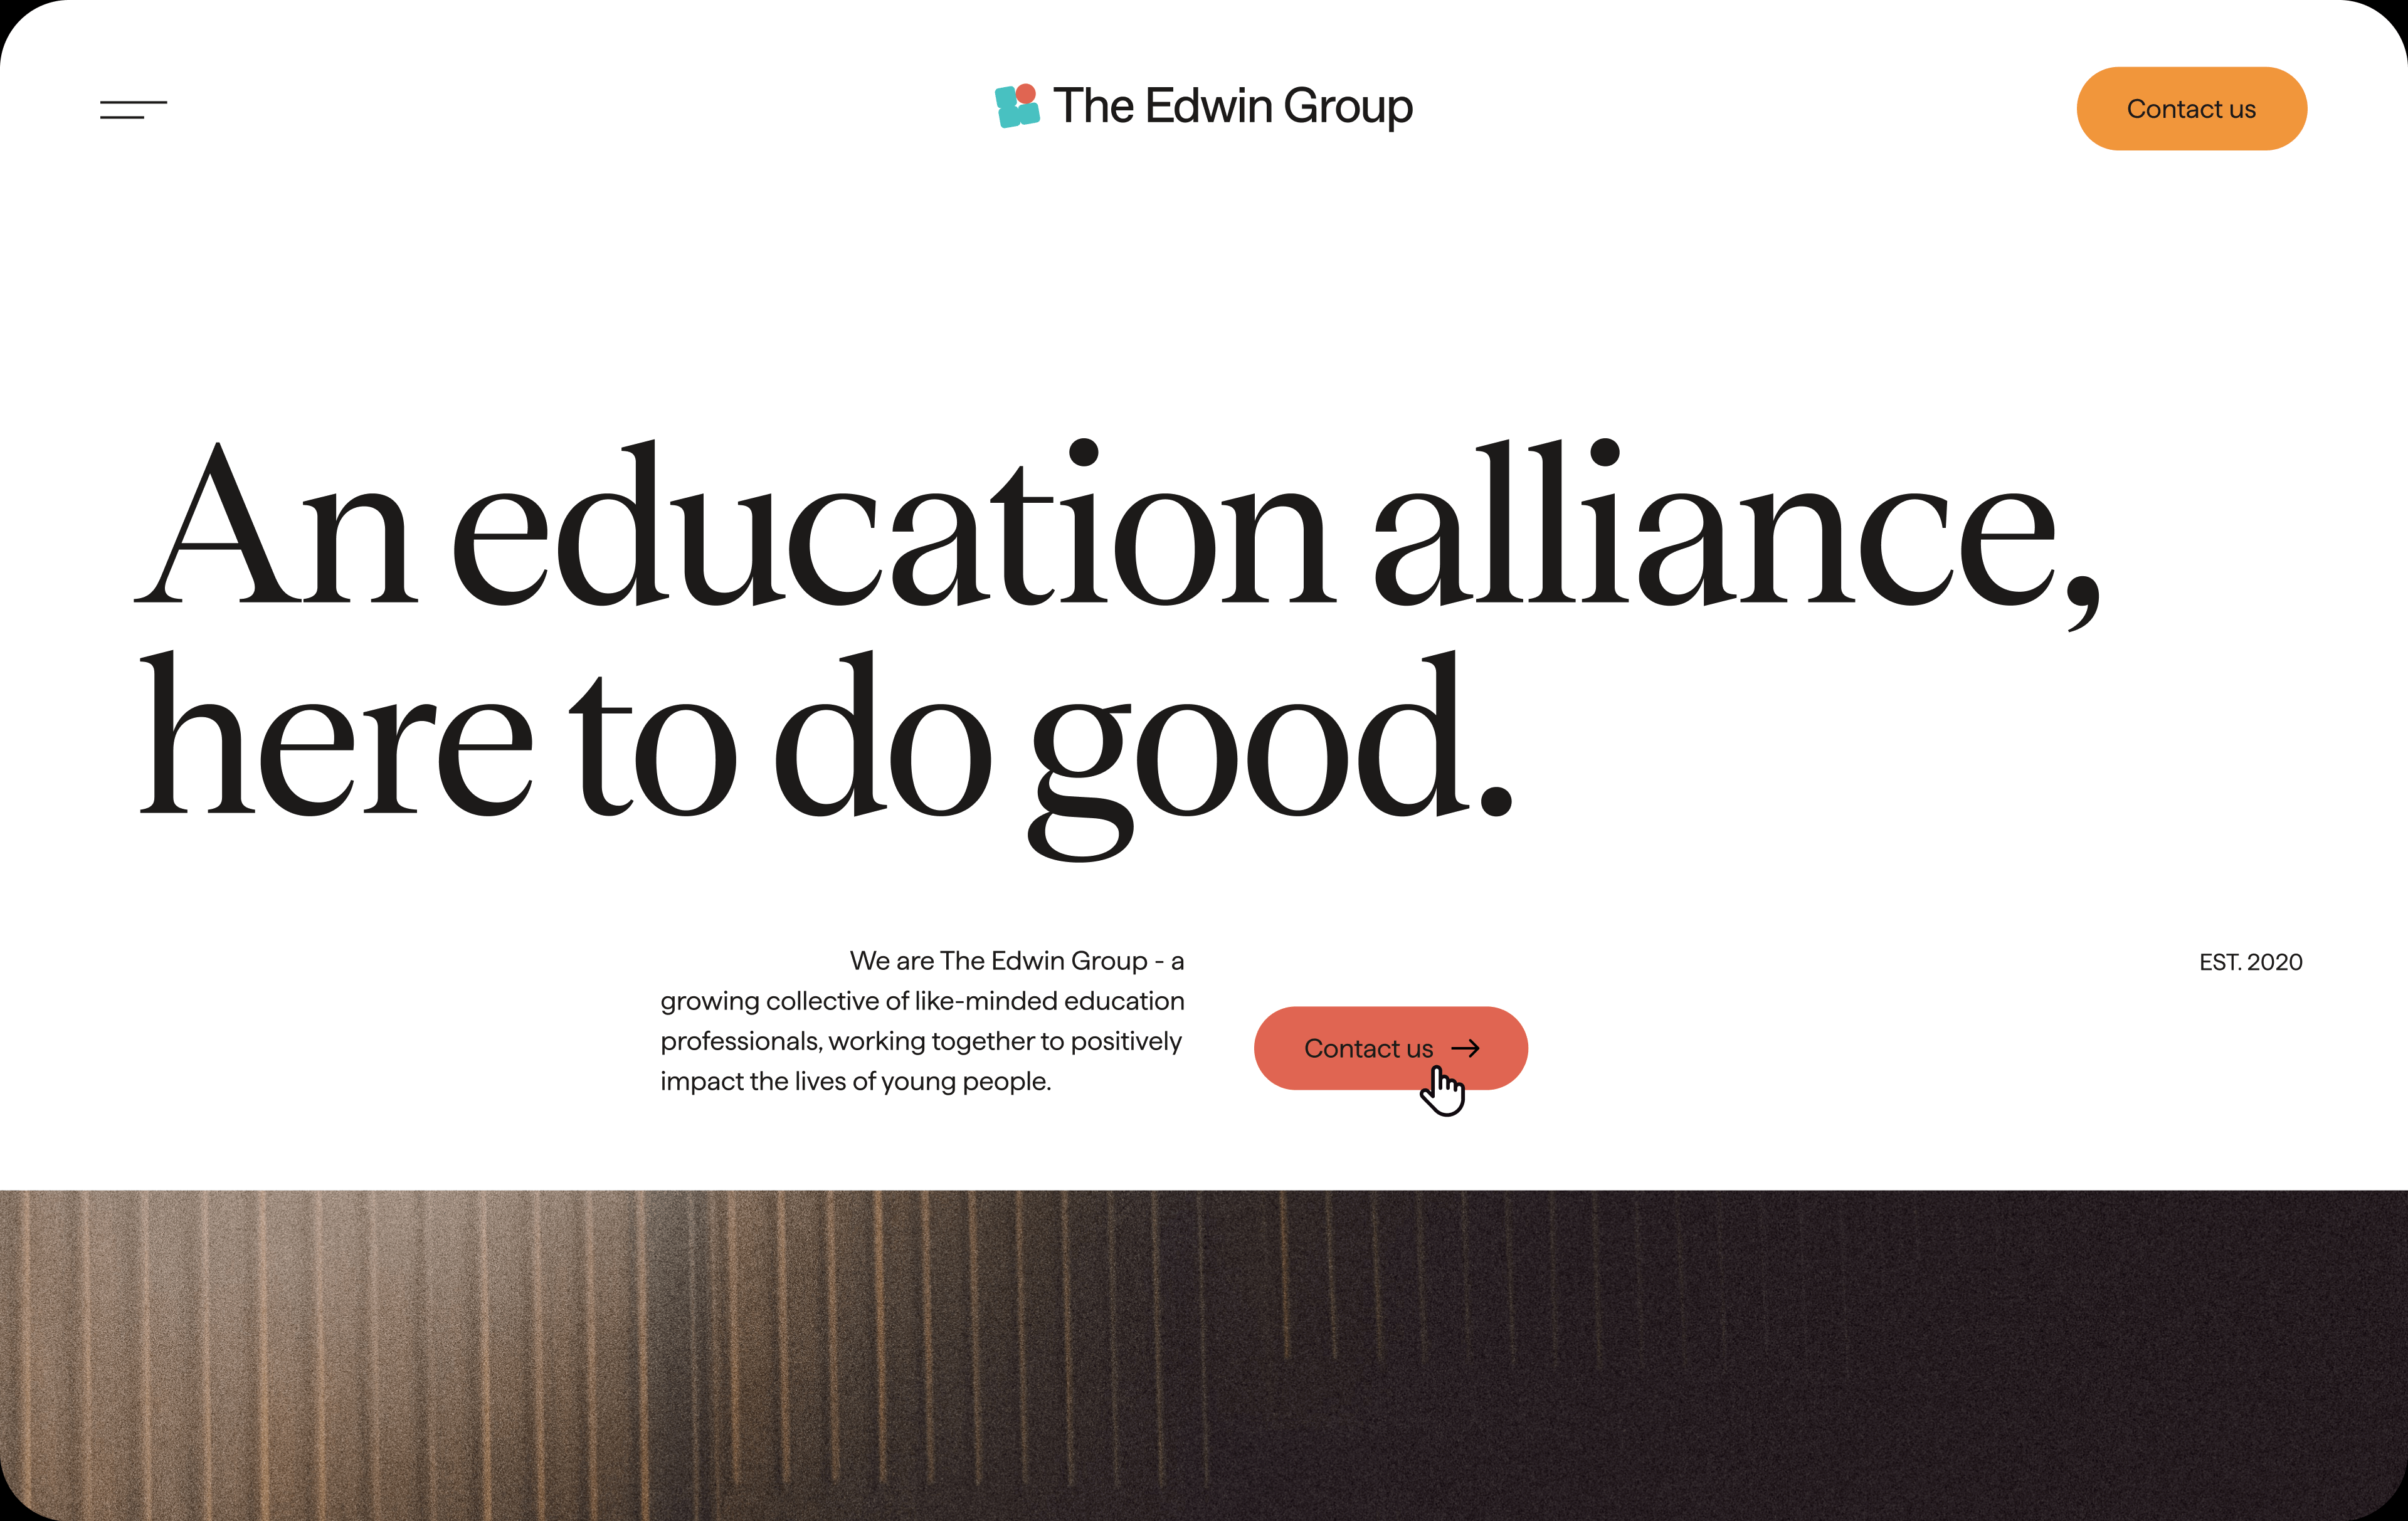 The Edwin Group
Contact us
An education alliance,
here to do good.
We are The Edwin Group - a
growing collective of like-minded education
professionals, working together to positively
impact the lives of young people.
Contact us
EST. 2020